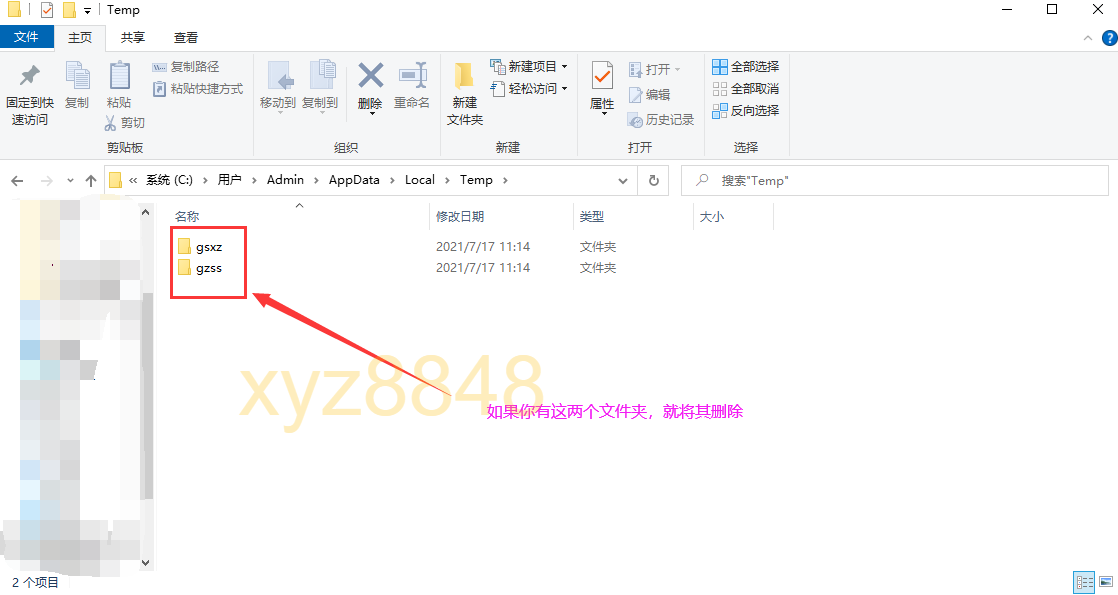 Temp
文件 主页 共享 查看
固定到快速访问
复制
粘贴
复制路径
粘贴快捷方式
剪切
剪贴板
移动到 复制到 删除 重命名
组织
新建文件夹
新建项目
轻松访问
新建
属性
打开
编辑
历史记录
打开
全部选择
全部取消
反向选择
选择
« 系统 (C:) › 用户 › Admin › AppData › Local › Temp ›
搜索"Temp"
名称 修改日期 类型 大小
gsxz 2021/7/17 11:14 文件夹
gzss 2021/7/17 11:14 文件夹
xyz8848
如果你有这两个文件夹，就将其删除
2 个项目